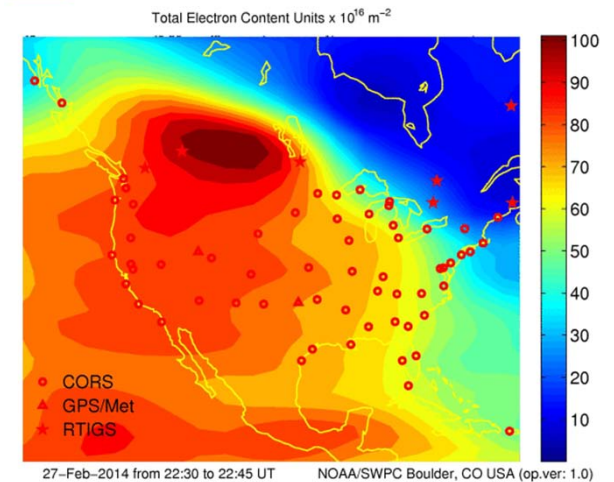 Total Electron Content Units x 10¹⁶ m⁻²
100
90
80
70
60
50
40
30
20
10
CORS
GPS/Met
RTIGS
27-Feb-2014 from 22:30 to 22:45 UT NOAA/SWPC Boulder, CO USA (op.ver: 1.0)